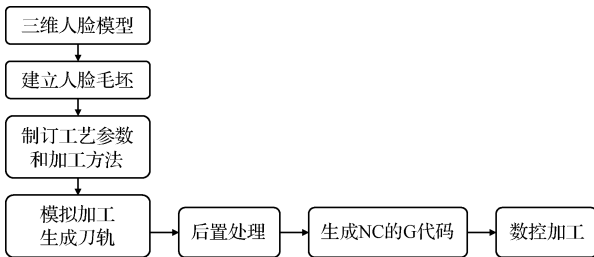 三维人脸模型
建立人脸毛坯
制订工艺参数
和加工方法
模拟加工
生成刀轨
后置处理
生成NC的G代码
数控加工